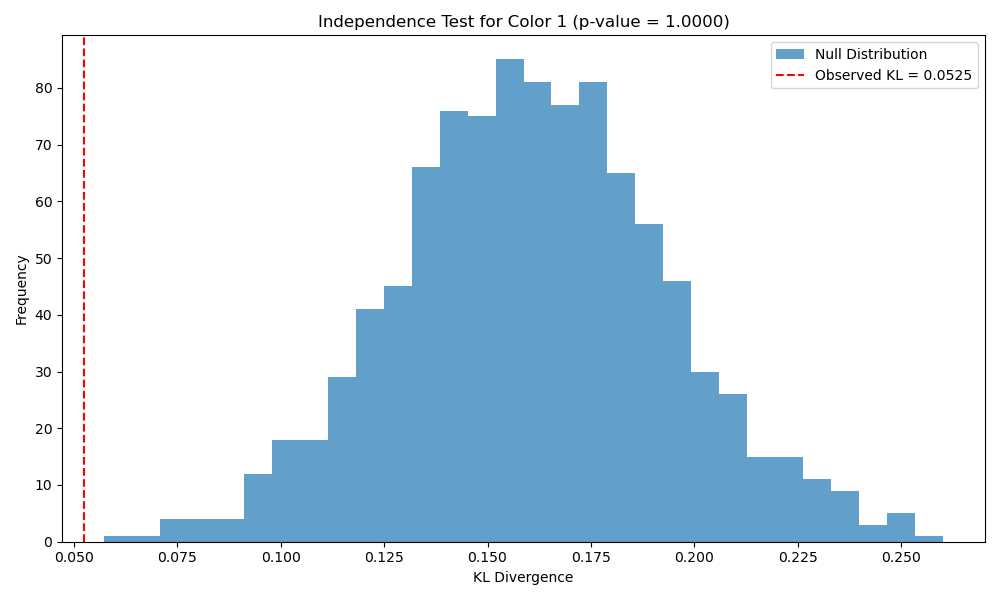 Independence Test for Color 1 (p-value = 1.0000)
Null Distribution
Observed KL = 0.0525
Frequency
80
70
60
50
40
30
20
10
0
0.050 0.075 0.100 0.125 0.150 0.175 0.200 0.225 0.250
KL Divergence